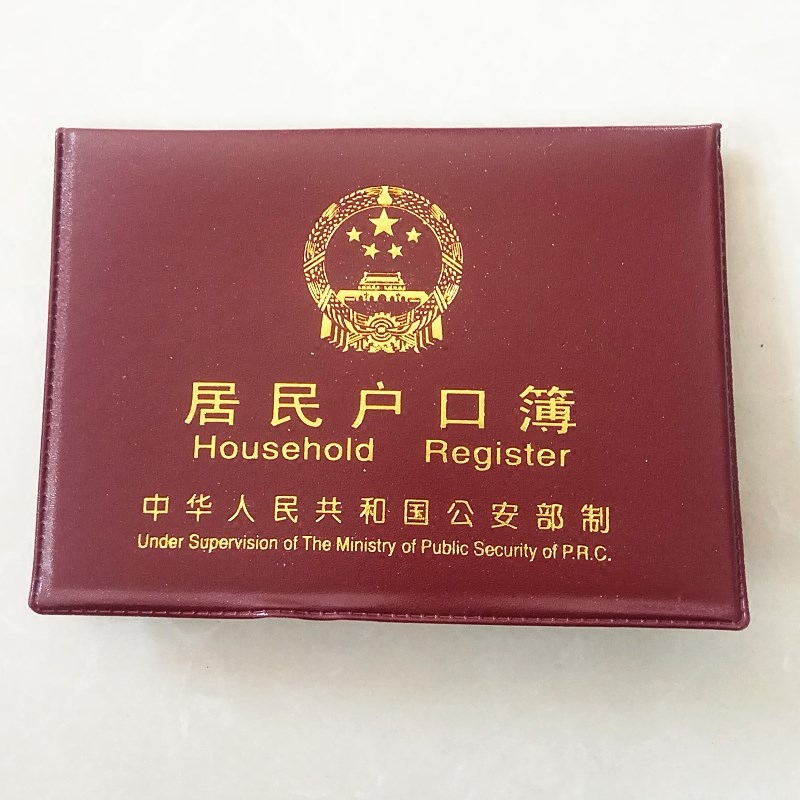 居民户口簿
Household Register
中华人民共和国公安部制
Under Supervision of The Ministry of Public Security of P.R.C.